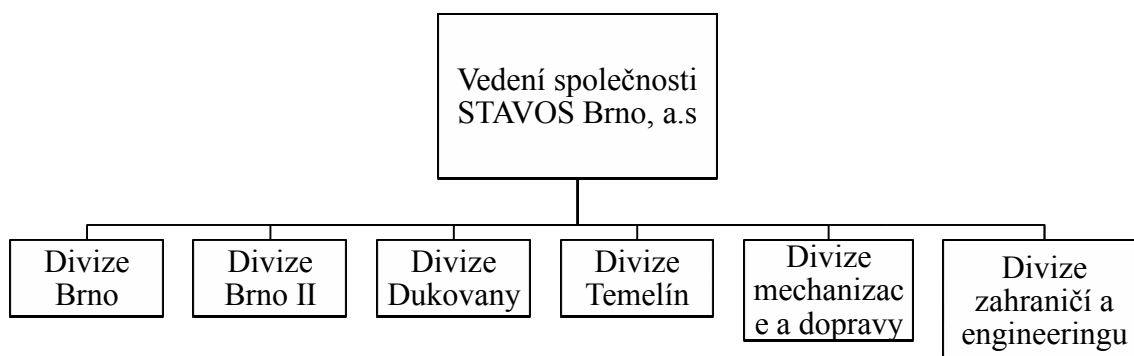 Vedení společnosti
STAVOS Brno, a.s
Divize
Brno
Divize
Brno II
Divize
Dukovany
Divize
Temelín
Divize
mechanizac
e a dopravy
Divize
zahraničí a
engineeringu